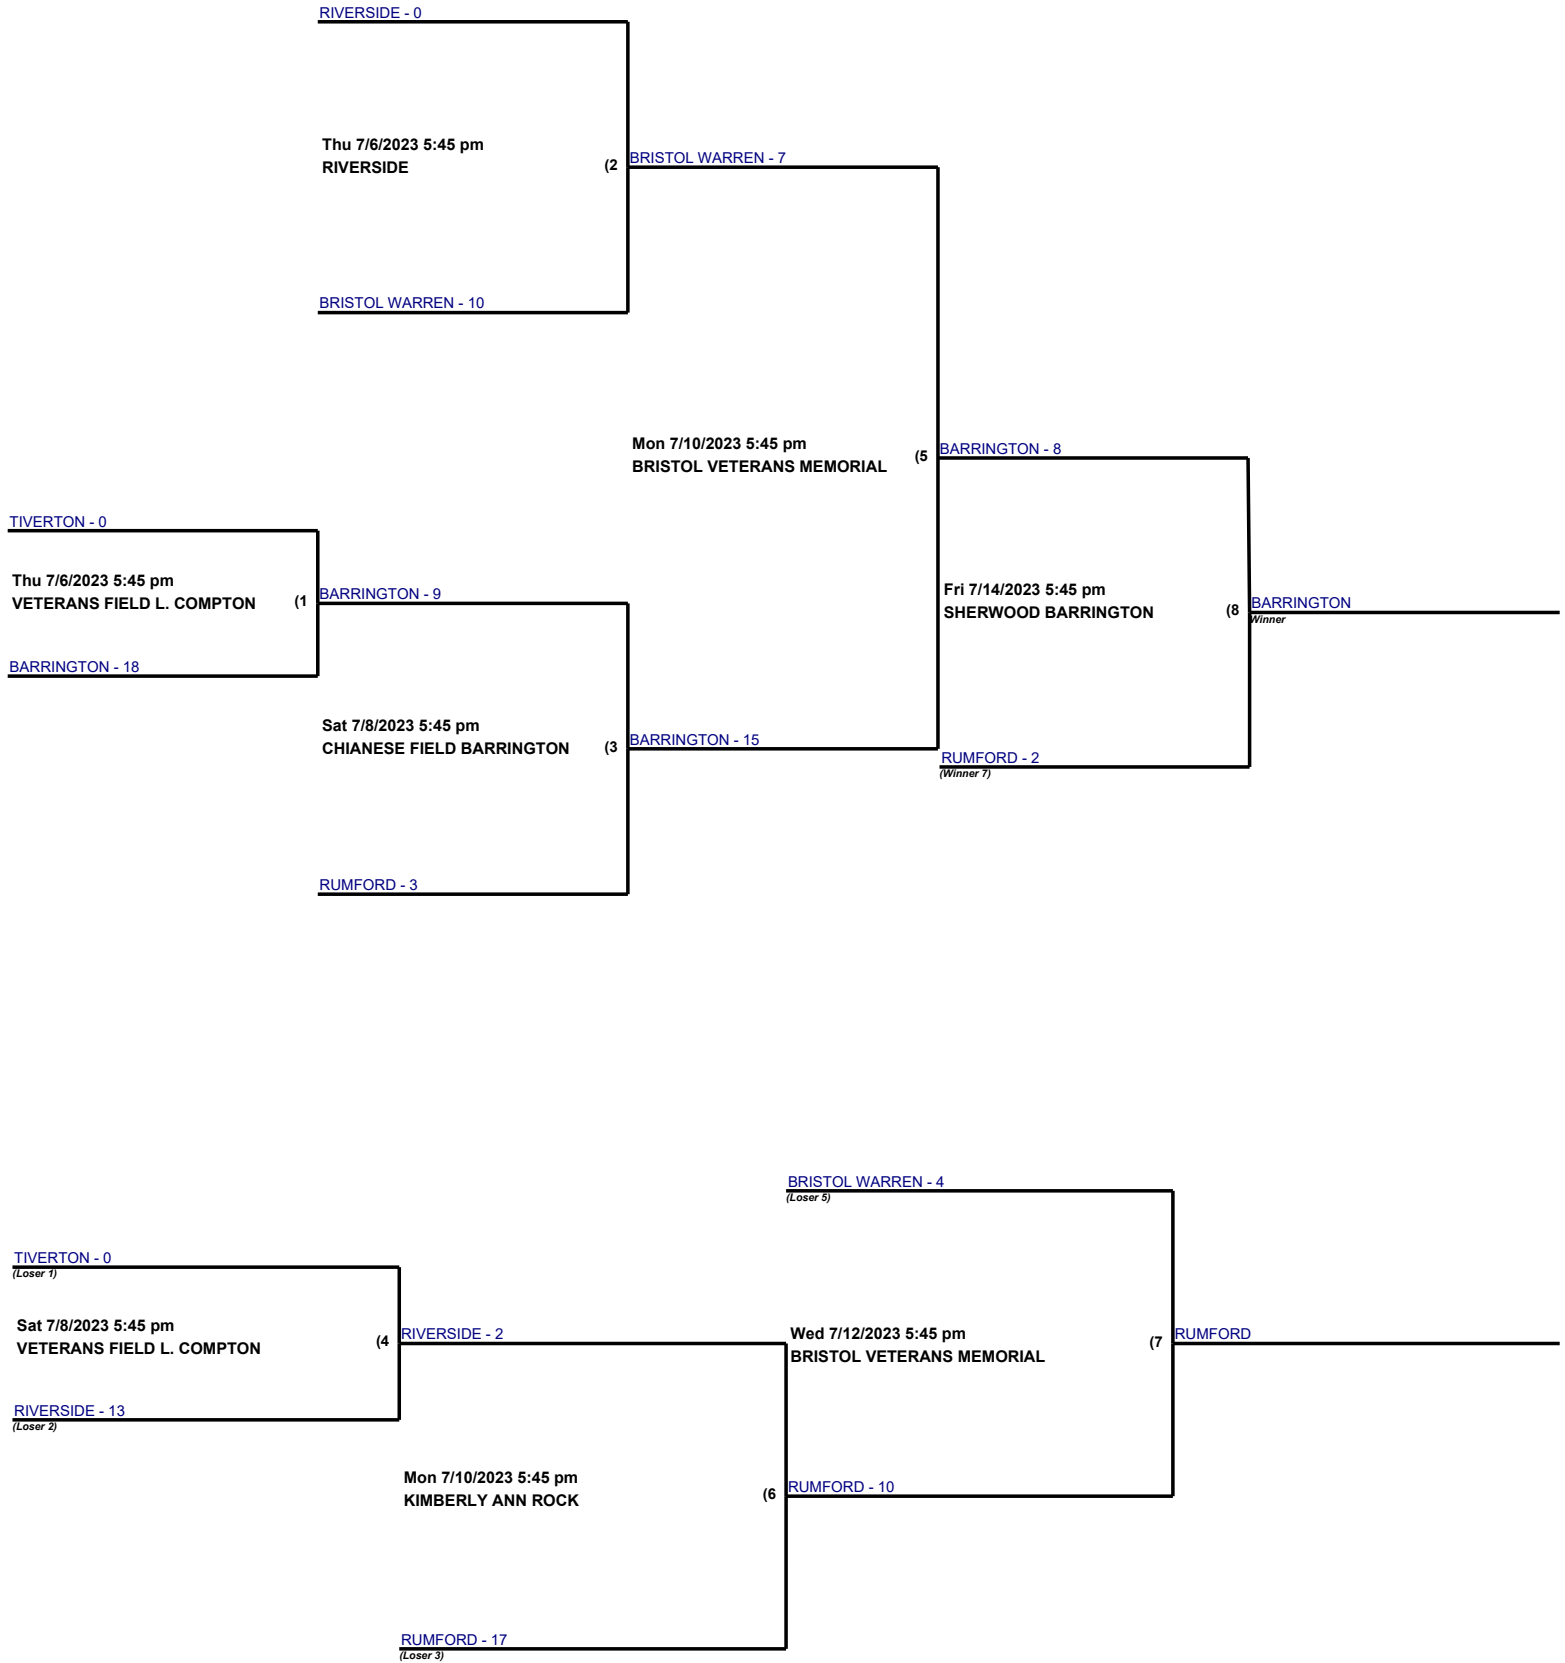 RIVERSIDE - 0
Thu 7/6/2023 5:45 pm
RIVERSIDE
(2
BRISTOL WARREN - 7
BRISTOL WARREN - 10
Mon 7/10/2023 5:45 pm
BRISTOL VETERANS MEMORIAL
(5
BARRINGTON - 8
TIVERTON - 0
Thu 7/6/2023 5:45 pm
VETERANS FIELD L. COMPTON
(1
BARRINGTON - 9
Fri 7/14/2023 5:45 pm
SHERWOOD BARRINGTON
(8
BARRINGTON
Winner
BARRINGTON - 18
Sat 7/8/2023 5:45 pm
CHIANESE FIELD BARRINGTON
(3
BARRINGTON - 15
RUMFORD - 2
(Winner 7)
RUMFORD - 3
BRISTOL WARREN - 4
(Loser 5)
TIVERTON - 0
(Loser 1)
Sat 7/8/2023 5:45 pm
VETERANS FIELD L. COMPTON
(4
RIVERSIDE - 2
Wed 7/12/2023 5:45 pm
BRISTOL VETERANS MEMORIAL
(7
RUMFORD
RIVERSIDE - 13
(Loser 2)
Mon 7/10/2023 5:45 pm
KIMBERLY ANN ROCK
(6
RUMFORD - 10
RUMFORD - 17
(Loser 3)